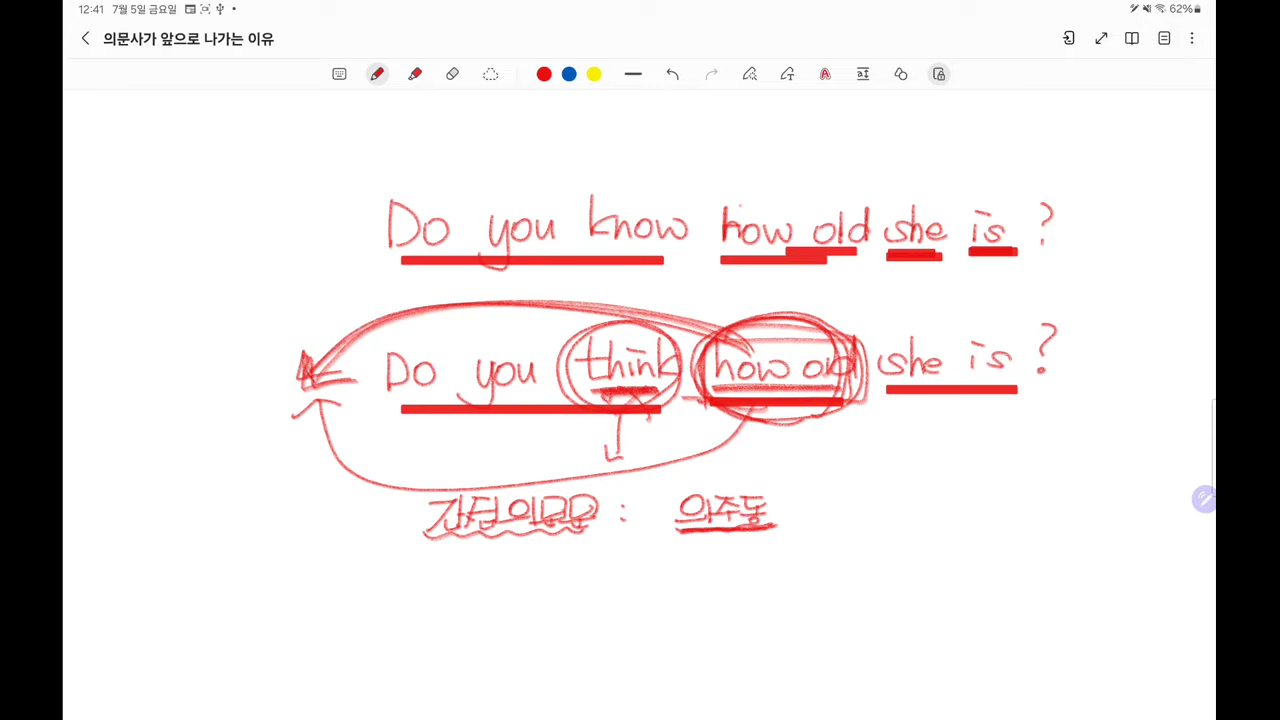 12:41 7월 5일 금요일 62%
의문사가 앞으로 나가는 이유
Do you know how old she is ?
Do you think how old she is ?
간접의문문 : 의주동